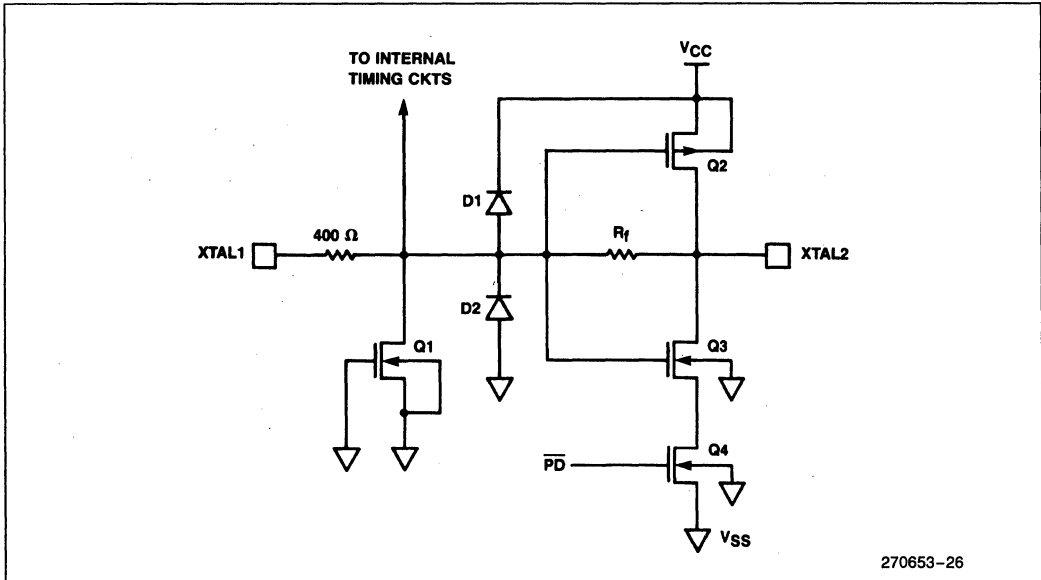 TO INTERNAL
TIMING CKTS
VCC
Q2
D1
400 Ω
Rf
XTAL1
XTAL2
D2
Q1
Q3
PD
Q4
VSS
270653-26